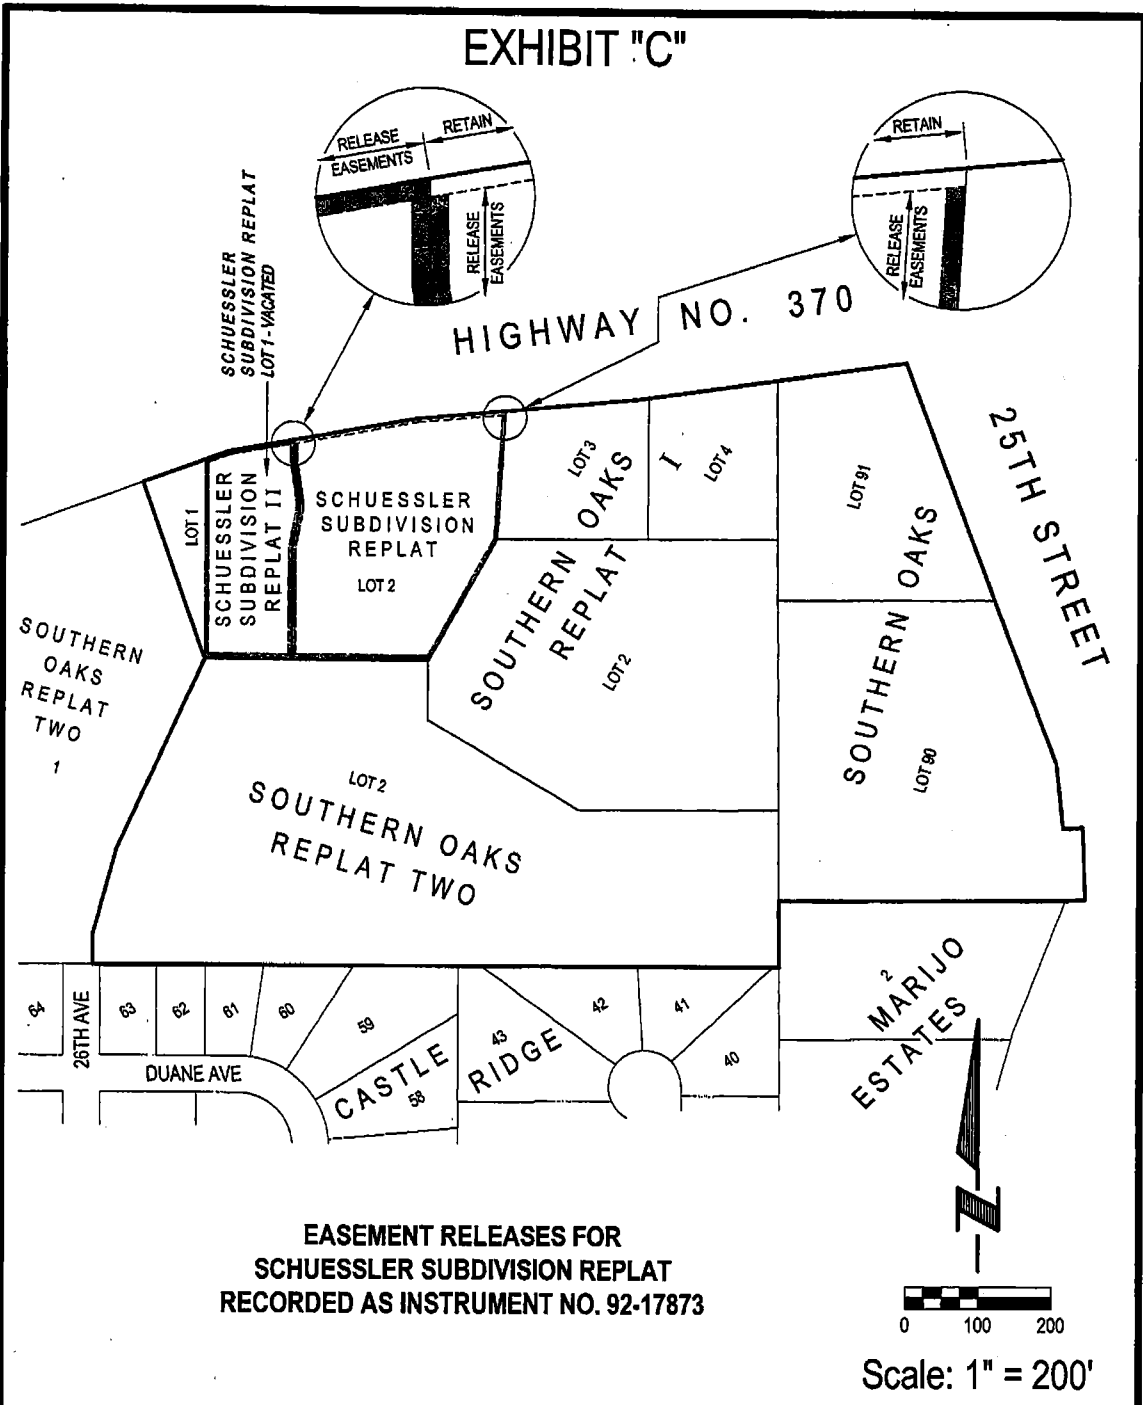 EXHIBIT "C"
RELEASE
EASEMENTS
RETAIN
RELEASE
EASEMENTS
RETAIN
RELEASE
EASEMENTS
SCHUESSLER
SUBDIVISION REPLAT
LOT 1 - VACATED
HIGHWAY NO. 370
25TH STREET
LOT 1
SCHUESSLER
SUBDIVISION
REPLAT II
SCHUESSLER
SUBDIVISION
REPLAT
LOT 2
LOT 3
I
LOT 4
SOUTHERN OAKS
REPLAT
LOT 2
LOT 91
SOUTHERN OAKS
LOT 90
SOUTHERN
OAKS
REPLAT
TWO
1
LOT 2
SOUTHERN OAKS
REPLAT TWO
64
26TH AVE
63
62
61
60
59
58
43
42
41
40
DUANE AVE
CASTLE RIDGE
2
MARIJO
ESTATES
N
EASEMENT RELEASES FOR
SCHUESSLER SUBDIVISION REPLAT
RECORDED AS INSTRUMENT NO. 92-17873
0 100 200
Scale: 1" = 200'